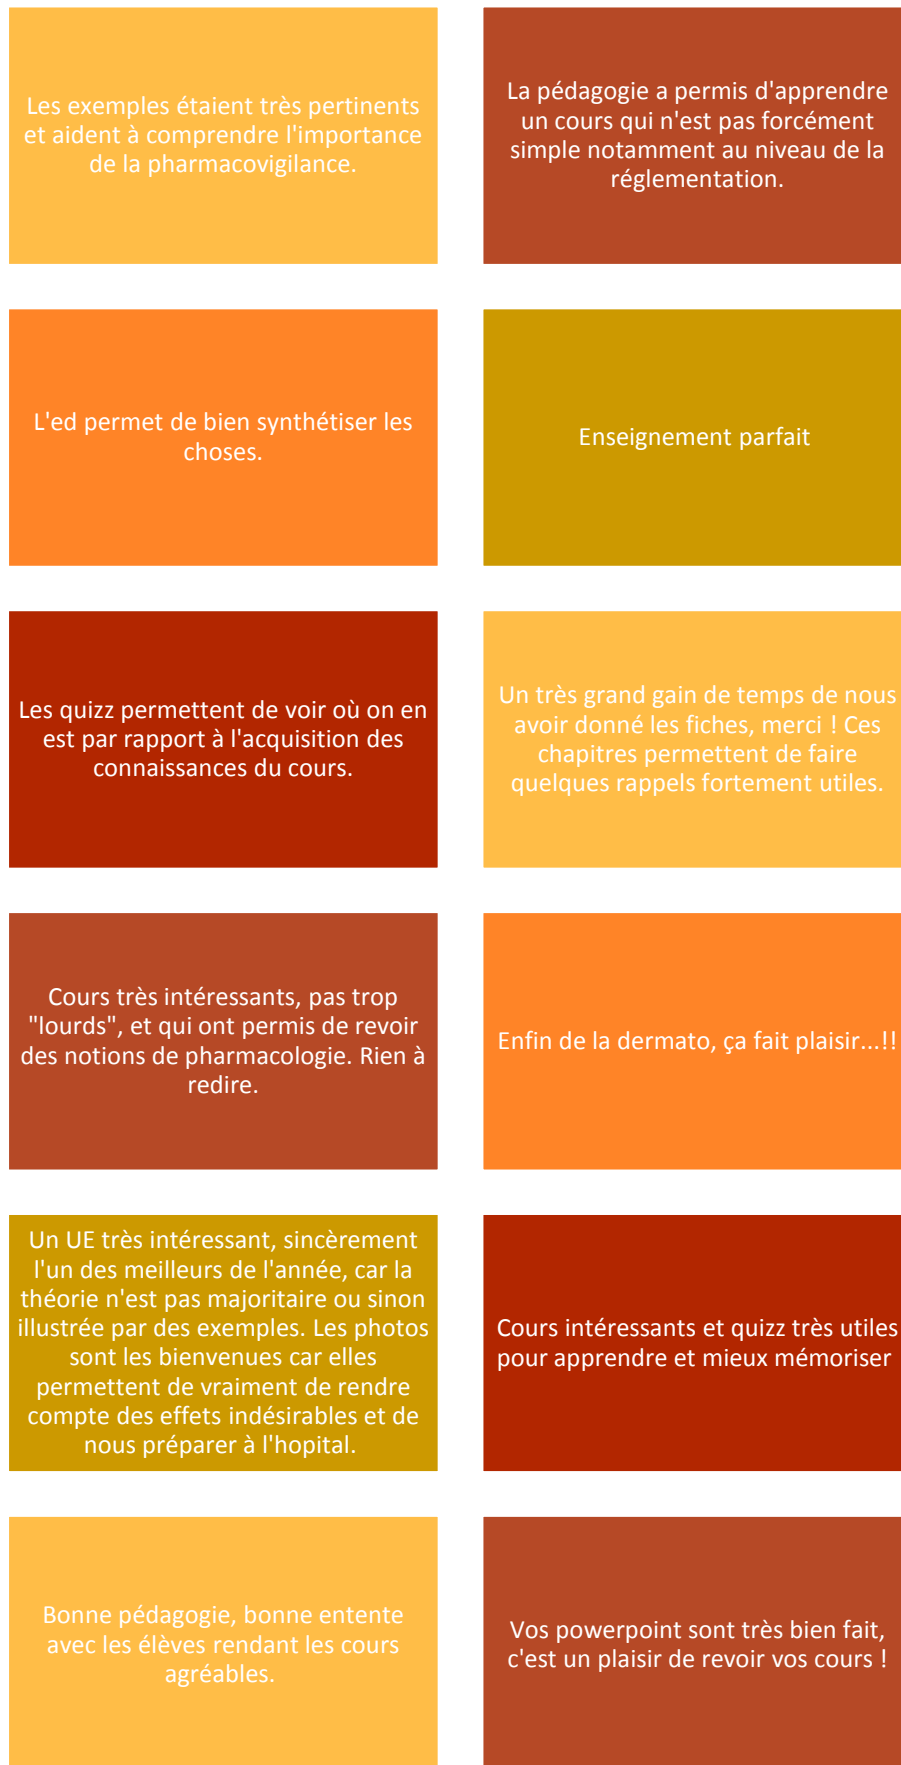 Les exemples étaient très pertinents
et aident à comprendre l'importance
de la pharmacovigilance.
La pédagogie a permis d'apprendre
un cours qui n'est pas forcément
simple notamment au niveau de la
réglementation.
L'ed permet de bien synthétiser les
choses.
Enseignement parfait
Les quizz permettent de voir où on en
est par rapport à l'acquisition des
connaissances du cours.
Un très grand gain de temps de nous
avoir donné les fiches, merci ! Ces
chapitres permettent de faire
quelques rappels fortement utiles.
Cours très intéressants, pas trop
"lourds", et qui ont permis de revoir
des notions de pharmacologie. Rien à
redire.
Enfin de la dermato, ça fait plaisir...!!
Un UE très intéressant, sincèrement
l'un des meilleurs de l'année, car la
théorie n'est pas majoritaire ou sinon
illustrée par des exemples. Les photos
sont les bienvenues car elles
permettent de vraiment de rendre
compte des effets indésirables et de
nous préparer à l'hopital.
Cours intéressants et quizz très utiles
pour apprendre et mieux mémoriser
Bonne pédagogie, bonne entente
avec les élèves rendant les cours
agréables.
Vos powerpoint sont très bien fait,
c'est un plaisir de revoir vos cours !